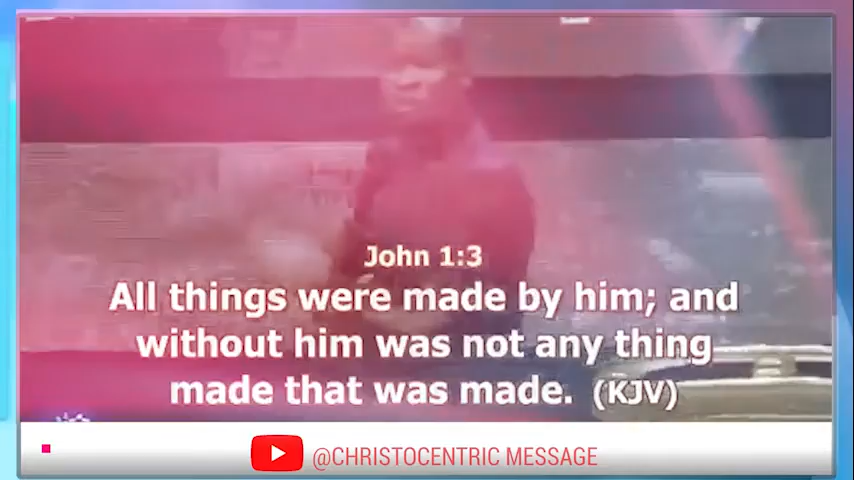 John 1:3
All things were made by him; and
without him was not any thing
made that was made. (KJV)
@CHRISTOCENTRIC MESSAGE